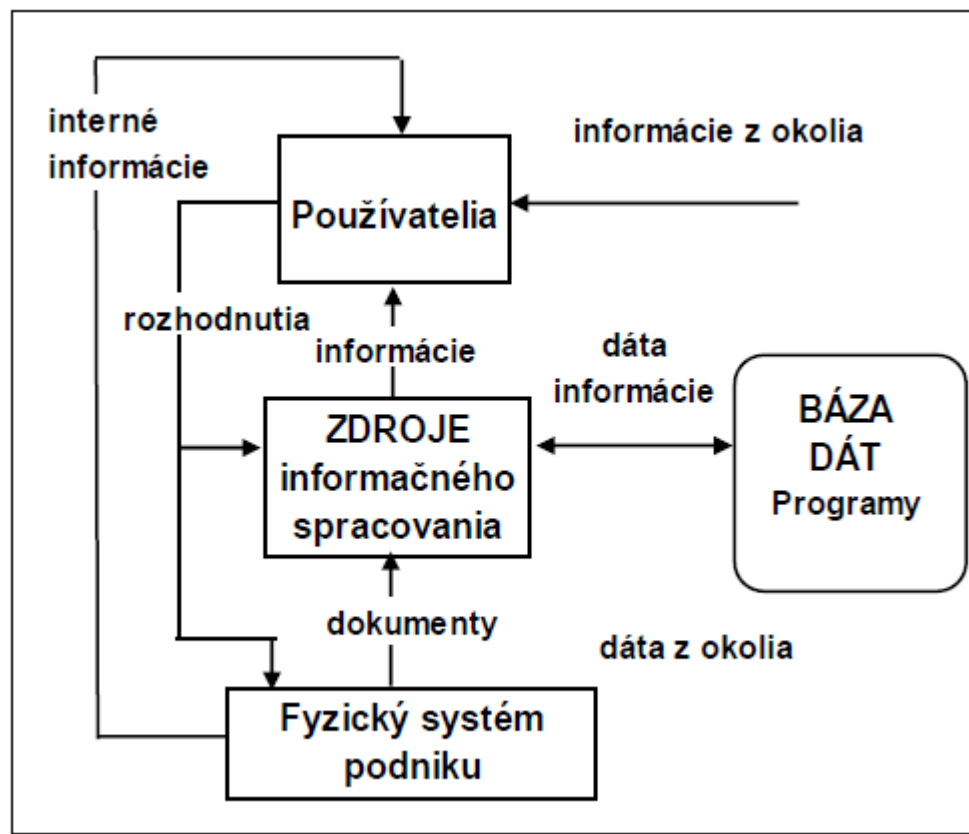 interné
informácie
informácie z okolia
Používatelia
rozhodnutia
informácie
dáta
informácie
ZDROJE
informačného
spracovania
BÁZA
DÁT
Programy
dokumenty
dáta z okolia
Fyzický systém
podniku